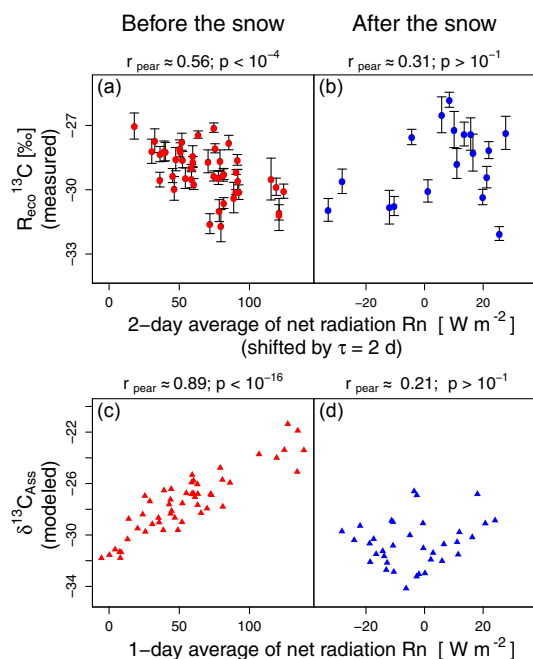 Before the snow After the snow
r pear ≈ 0.56; p < 10⁻⁴ r pear ≈ 0.31; p > 10⁻¹
(a) (b)
R eco ¹³C [‰]
(measured)
−27
−30
−33
0 50 100 −20 0 20
2−day average of net radiation Rn [ W m⁻² ]
(shifted by τ = 2 d)
r pear ≈ 0.89; p < 10⁻¹⁶ r pear ≈ 0.21; p > 10⁻¹
(c) (d)
δ¹³C Ass
(modeled)
−22
−26
−30
−34
0 50 100 −20 0 20
1−day average of net radiation Rn [ W m⁻² ]